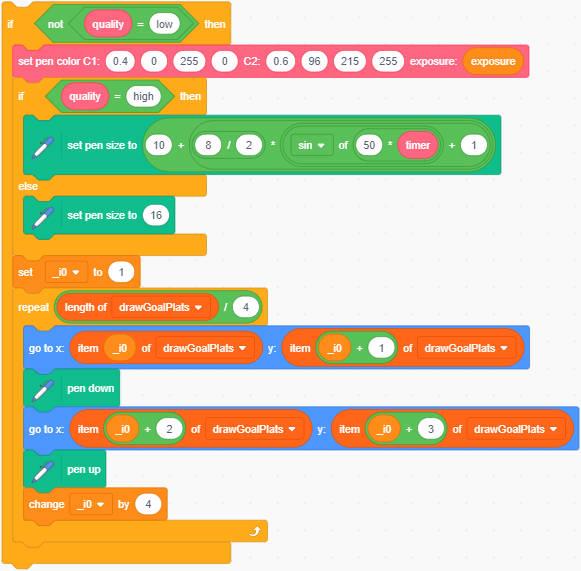 if not quality = low then
set pen color C1: 0.4 0 255 0 C2: 0.6 96 215 255 exposure: exposure
if quality = high then
set pen size to 10 + 8 / 2 * sin of 50 * timer + 1
else
set pen size to 16
set _i0 to 1
repeat length of drawGoalPlats / 4
go to x: item _i0 of drawGoalPlats y: item _i0 + 1 of drawGoalPlats
pen down
go to x: item _i0 + 2 of drawGoalPlats y: item _i0 + 3 of drawGoalPlats
pen up
change _i0 by 4